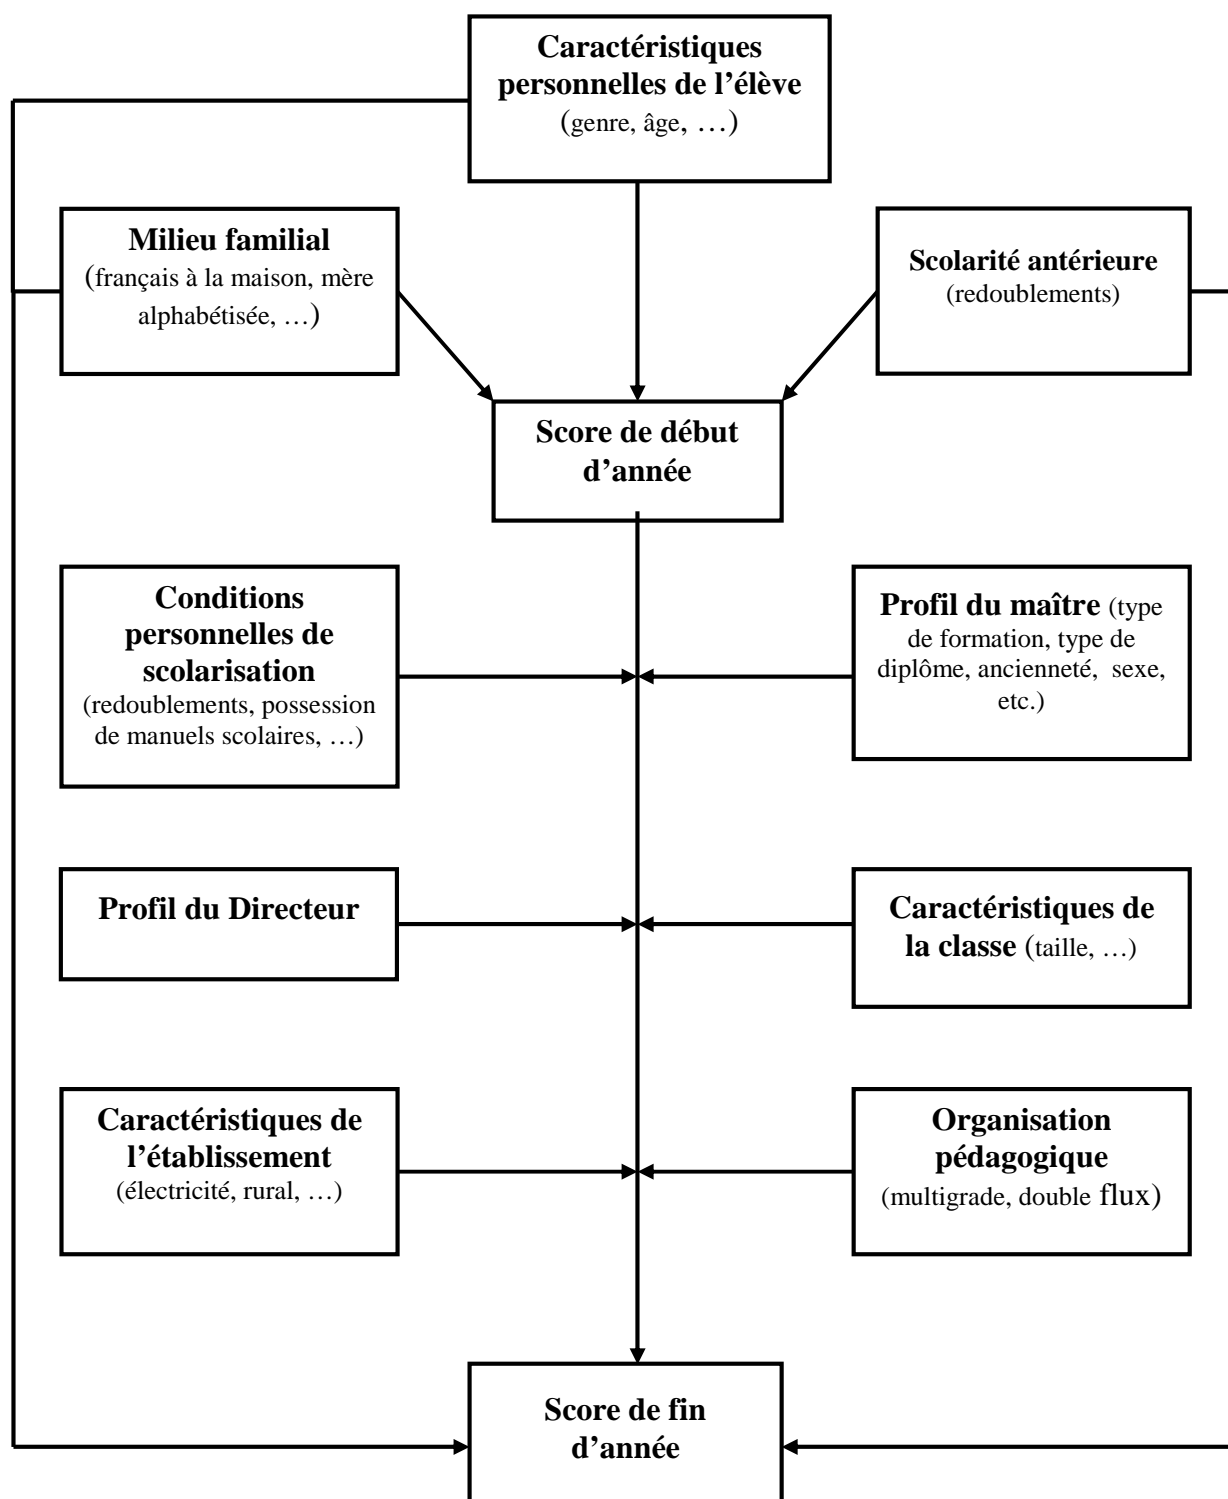 Caractéristiques
personnelles de l’élève
(genre, âge, …)
Milieu familial
(français à la maison, mère
alphabétisée, …)
Scolarité antérieure
(redoublements)
Score de début
d’année
Conditions
personnelles de
scolarisation
(redoublements, possession
de manuels scolaires, …)
Profil du maître (type
de formation, type de
diplôme, ancienneté,  sexe,
etc.)
Profil du Directeur
Caractéristiques de
la classe (taille, …)
Caractéristiques de
l’établissement
(électricité, rural, …)
Organisation
pédagogique
(multigrade, double flux)
Score de fin
d’année